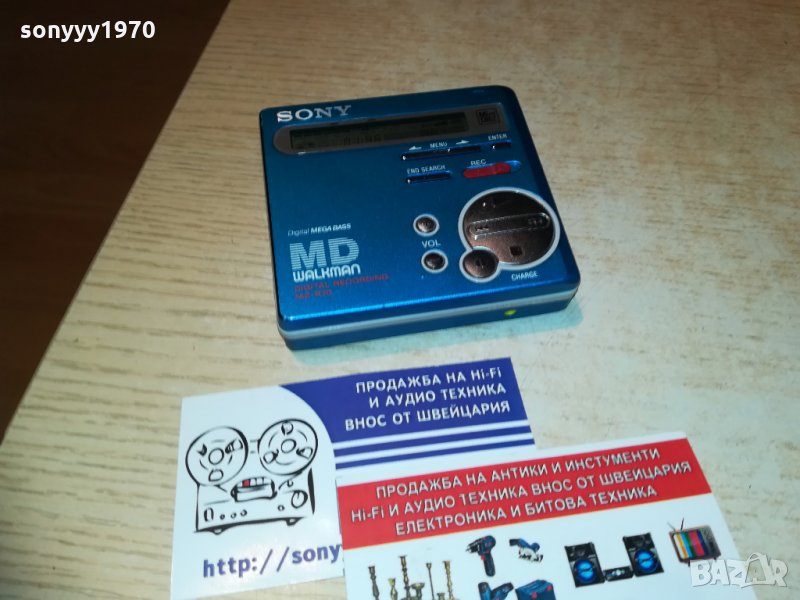 sonyyy1970
SONY
MENU
ENTER
END SEARCH
REC
Digital MEGA BASS
MD
WALKMAN
DIGITAL RECORDING
VOL
CHARGE
ПРОДАЖБА НА Hi-Fi
И АУДИО ТЕХНИКА
ВНОС ОТ ШВЕЙЦАРИЯ
http://sony
ПРОДАЖБА НА АНТИКИ И ИНСТУМЕНТИ
Hi-Fi И АУДИО ТЕХНИКА ВНОС ОТ ШВЕЙЦАРИЯ
ЕЛЕКТРОНИКА И БИТОВА ТЕХНИКА
BAZAR